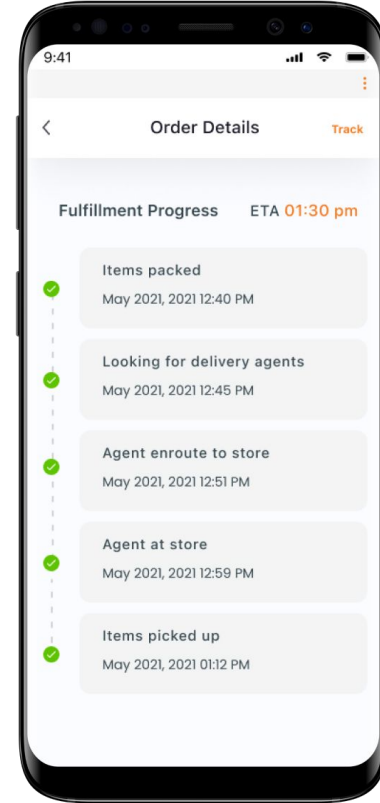 9:41
Order Details
Track
Fulfillment Progress ETA 01:30 pm
Items packed
May 2021, 2021 12:40 PM
Looking for delivery agents
May 2021, 2021 12:45 PM
Agent enroute to store
May 2021, 2021 12:51 PM
Agent at store
May 2021, 2021 12:59 PM
Items picked up
May 2021, 2021 01:12 PM